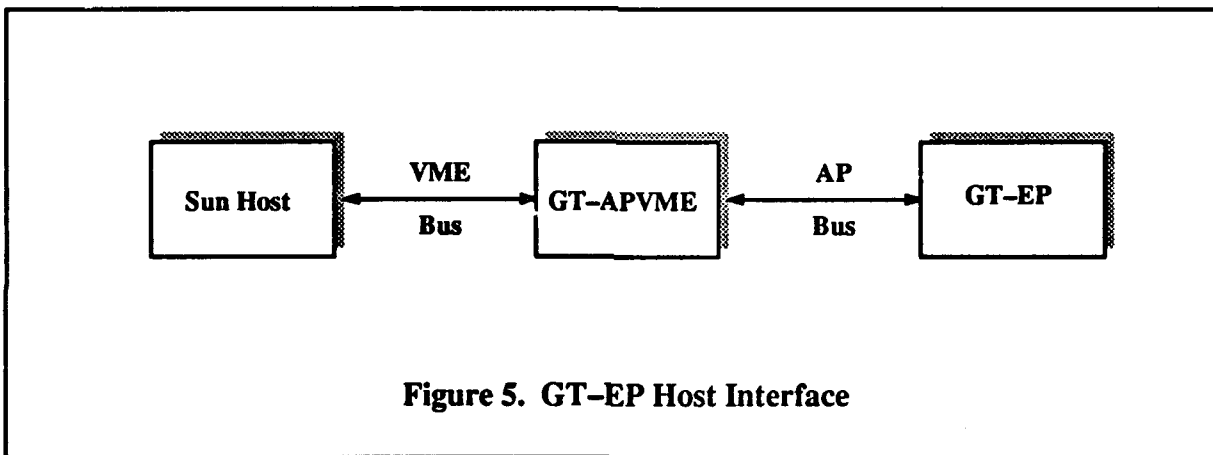 Sun Host
VME
Bus
GT–APVME
AP
Bus
GT–EP
Figure 5. GT–EP Host Interface